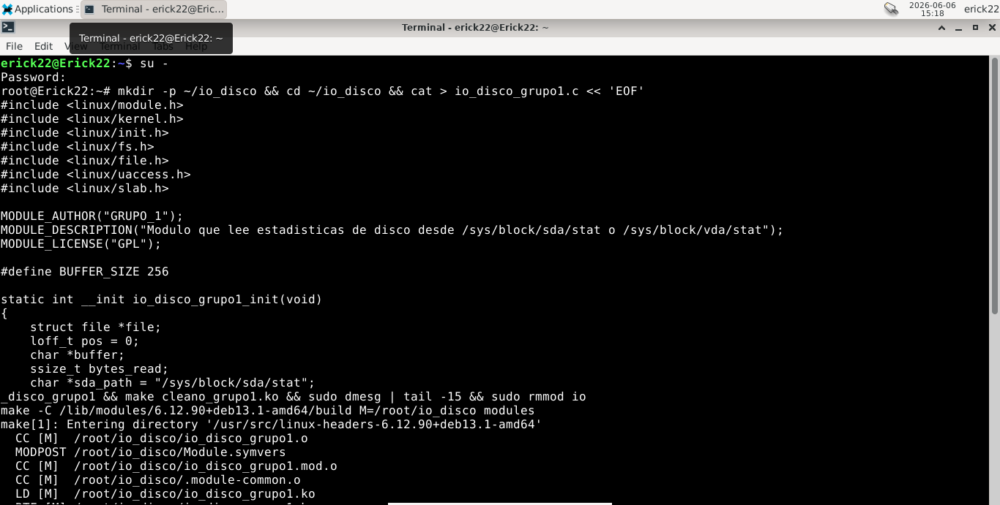 Applications
Terminal - erick22@Eric...
2026-06-06
15:18
erick22
Terminal - erick22@Erick22: ~
Terminal - erick22@Erick22: ~
File Edit View Terminal Tabs Help
erick22@Erick22:~$ su -
Password:
root@Erick22:~# mkdir -p ~/io_disco && cd ~/io_disco && cat > io_disco_grupo1.c << 'EOF'
#include <linux/module.h>
#include <linux/kernel.h>
#include <linux/init.h>
#include <linux/fs.h>
#include <linux/file.h>
#include <linux/uaccess.h>
#include <linux/slab.h>
MODULE_AUTHOR("GRUPO_1");
MODULE_DESCRIPTION("Modulo que lee estadisticas de disco desde /sys/block/sda/stat o /sys/block/vda/stat");
MODULE_LICENSE("GPL");
#define BUFFER_SIZE 256
static int __init io_disco_grupo1_init(void)
{
    struct file *file;
    loff_t pos = 0;
    char *buffer;
    ssize_t bytes_read;
    char *sda_path = "/sys/block/sda/stat";
_disco_grupo1 && make cleano_grupo1.ko && sudo dmesg | tail -15 && sudo rmmod io
make -C /lib/modules/6.12.90+deb13.1-amd64/build M=/root/io_disco modules
make[1]: Entering directory '/usr/src/linux-headers-6.12.90+deb13.1-amd64'
  CC [M]  /root/io_disco/io_disco_grupo1.o
  MODPOST /root/io_disco/Module.symvers
  CC [M]  /root/io_disco/io_disco_grupo1.mod.o
  CC [M]  /root/io_disco/.module-common.o
  LD [M]  /root/io_disco/io_disco_grupo1.ko